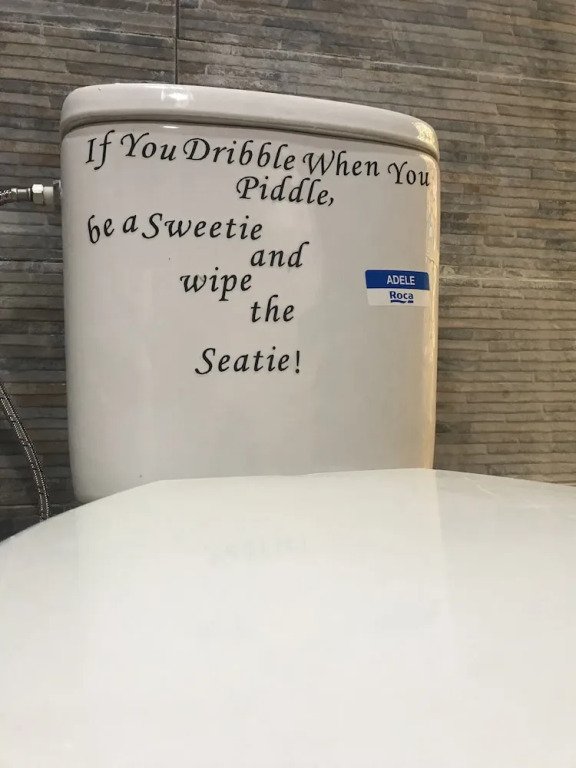 If You Dribble When You
Piddle,
be a Sweetie
and
wipe
the
Seatie!
ADELE
Roca